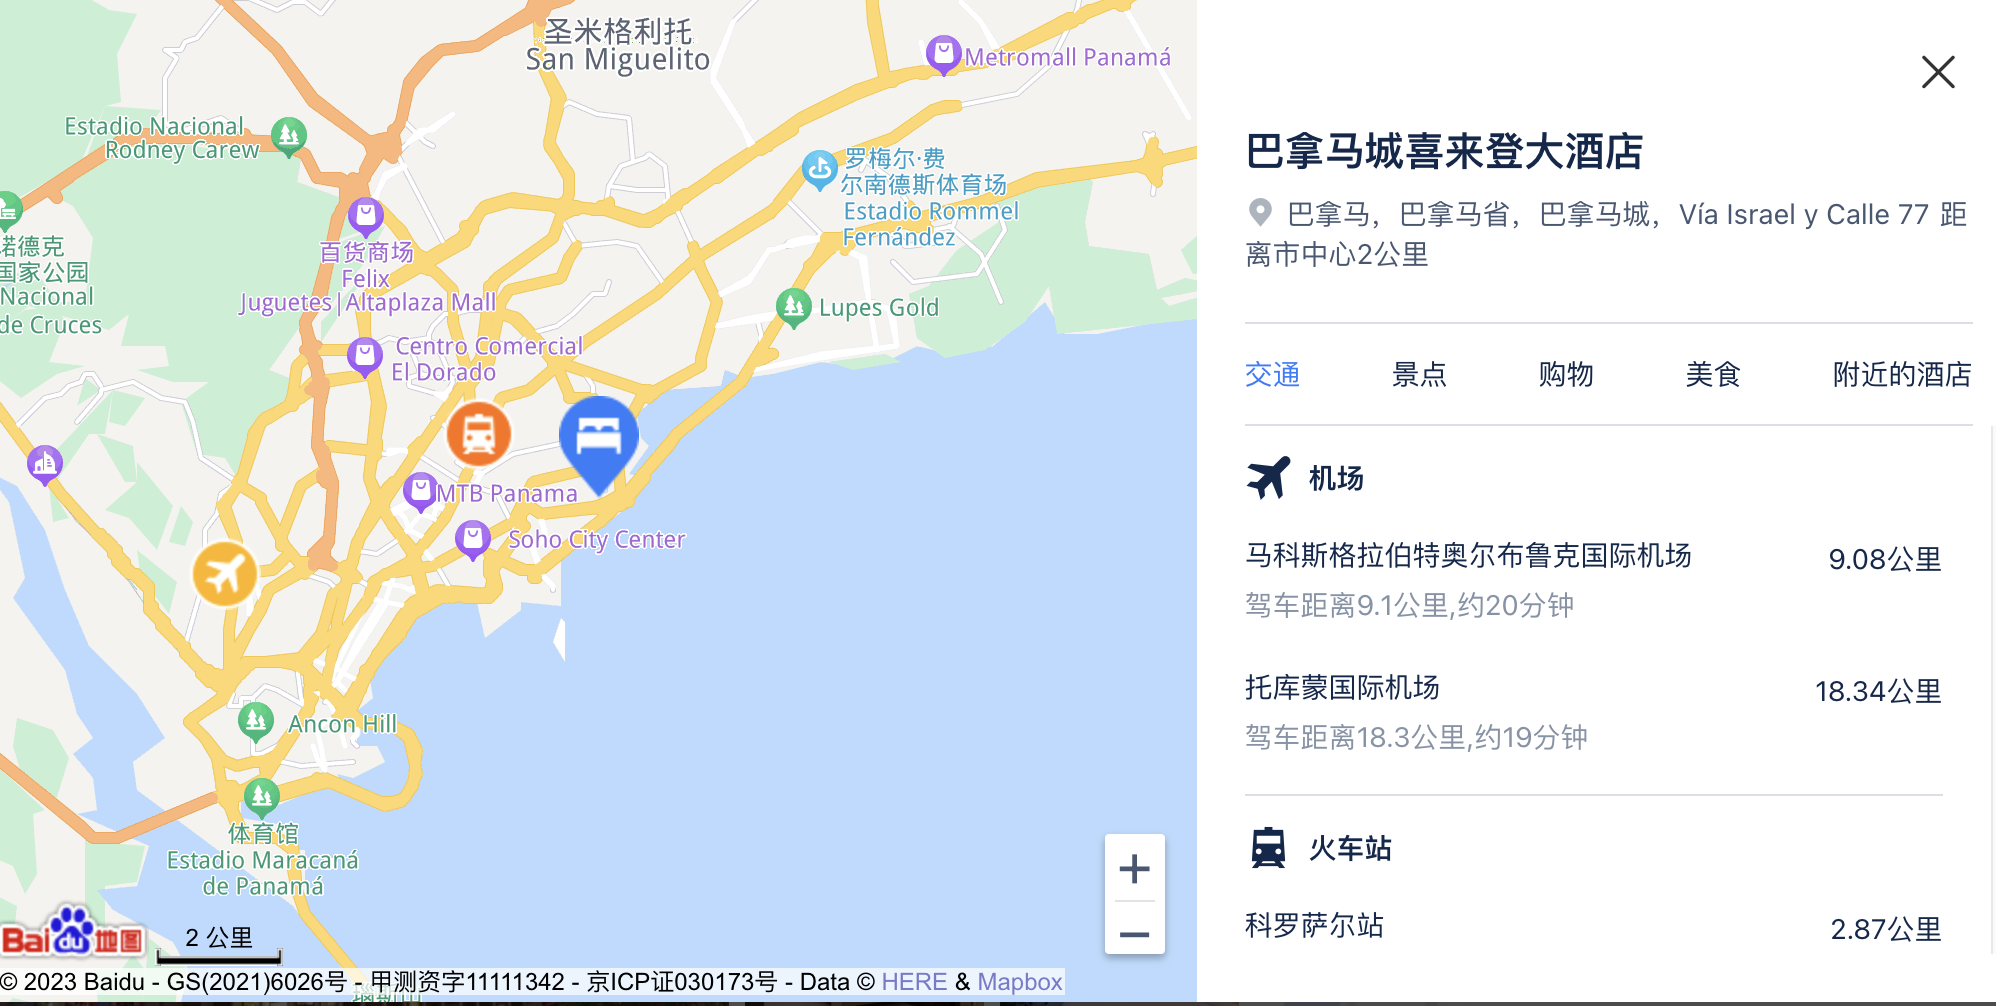 圣米格利托
San Miguelito
Metromall Panamá
Estadio Nacional
Rodney Carew
罗梅尔·费
尔南德斯体育场
Estadio Rommel
Fernández
诺德克
国家公园
Nacional
de Cruces
百货商场
Felix
Juguetes|Altaplaza Mall
Lupes Gold
Centro Comercial
El Dorado
MTB Panama
Soho City Center
Ancon Hill
体育馆
Estadio Maracaná
de Panamá
Bai du 地图
2 公里
© 2023 Baidu - GS(2021)6026号 - 甲测资字11111342 - 京ICP证030173号 - Data © HERE & Mapbox
巴拿马城喜来登大酒店
巴拿马，巴拿马省，巴拿马城，Vía Israel y Calle 77 距
离市中心2公里
交通 景点 购物 美食 附近的酒店
机场
马科斯格拉伯特奥尔布鲁克国际机场 9.08公里
驾车距离9.1公里,约20分钟
托库蒙国际机场 18.34公里
驾车距离18.3公里,约19分钟
火车站
科罗萨尔站 2.87公里